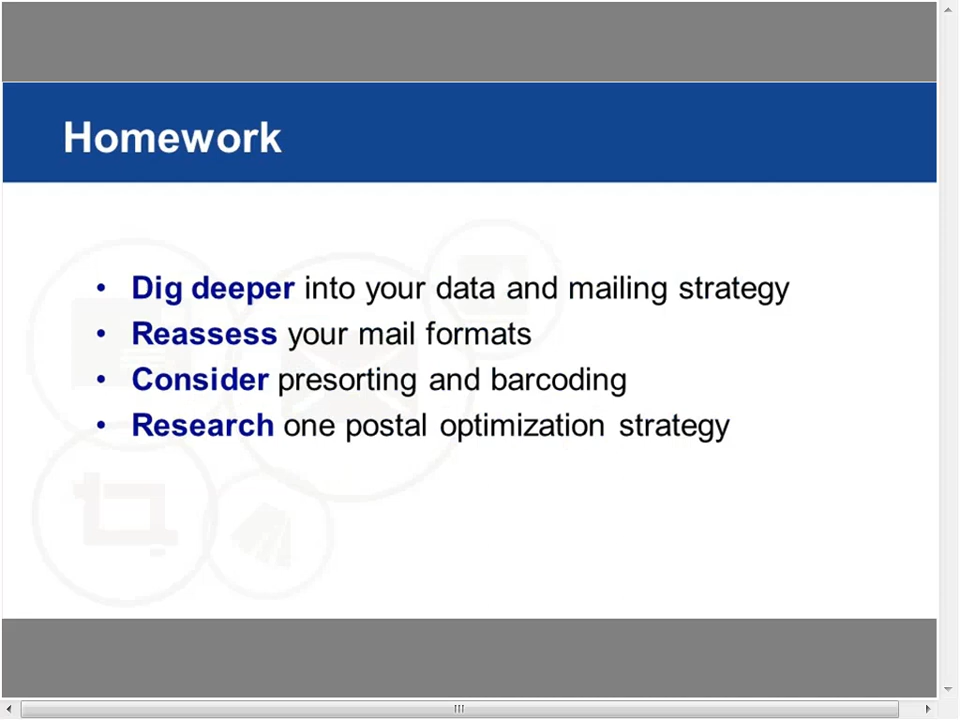 Homework
• Dig deeper into your data and mailing strategy
• Reassess your mail formats
• Consider presorting and barcoding
• Research one postal optimization strategy